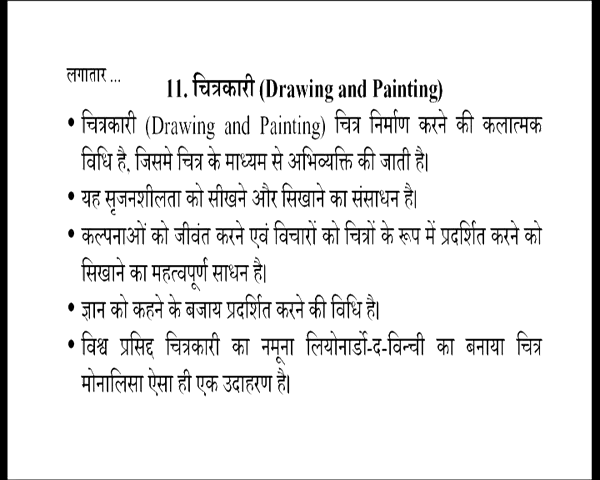 लगातार ...
11. चित्रकारी (Drawing and Painting)
• चित्रकारी (Drawing and Painting) चित्र निर्माण करने की कलात्मक
विधि है, जिसमे चित्र के माध्यम से अभिव्यक्ति की जाती है।
• यह सृजनशीलता को सीखने और सिखाने का संसाधन है।
• कल्पनाओं को जीवंत करने एवं विचारों को चित्रों के रूप में प्रदर्शित करने को
सिखाने का महत्वपूर्ण साधन है।
• ज्ञान को कहने के बजाय प्रदर्शित करने की विधि है।
• विश्व प्रसिद्द चित्रकारी का नमूना लियोनार्डो-द-विन्ची का बनाया चित्र
मोनालिसा ऐसा ही एक उदाहरण है।